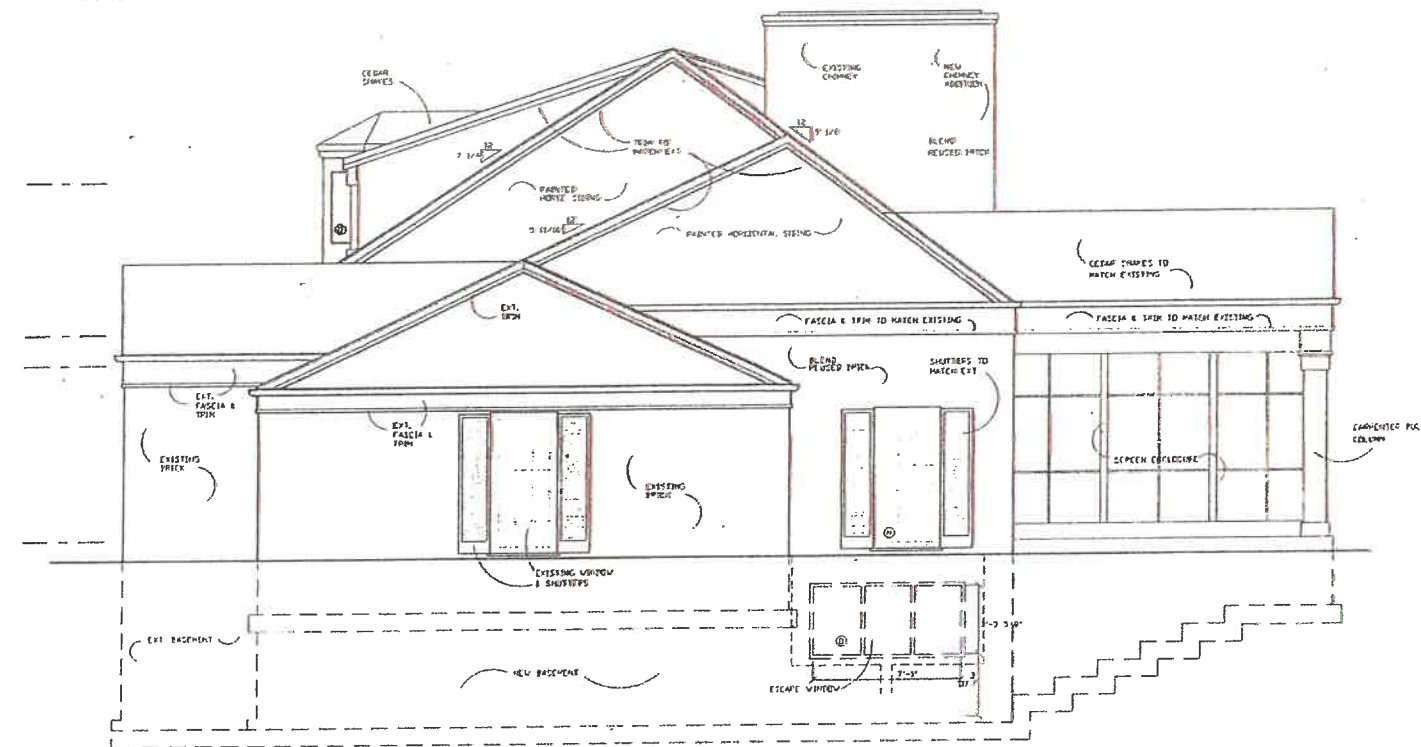 CEDAR
SHAKES
EXISTING
CHIMNEY
NEW
CHIMNEY
ADDITION
BLEND
REUSED BRICK
12
12
TRIM TO
MATCH EXT.
PAINTED
HORIZ SIDING
12
PAINTED HORIZONTAL SIDING
CEDAR SHAKES TO
MATCH EXISTING
EXT.
TRIM
FASCIA & TRIM TO MATCH EXISTING
FASCIA & TRIM TO MATCH EXISTING
BLEND
REUSED BRICK
SHUTTERS TO
MATCH EXT
EXT.
FASCIA &
TRIM
EXT.
FASCIA &
TRIM
EXISTING
BRICK
EXISTING
BRICK
SCREEN ENCLOSURE
CARPENTER
COLUMN
EXISTING WINDOW
& SHUTTERS
EXT BASEMENT
NEW BASEMENT
ESCAPE WINDOW